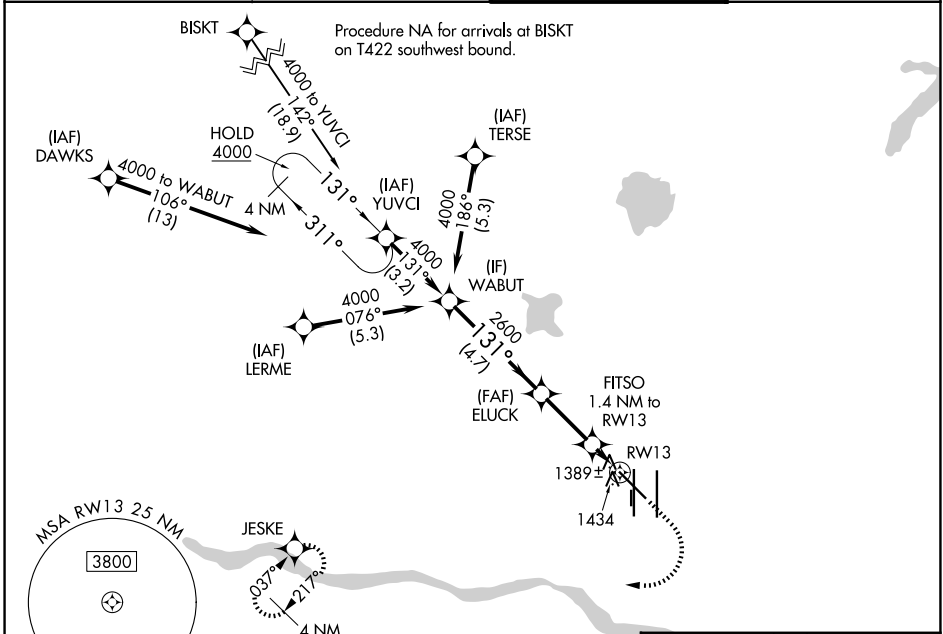 BISKT
Procedure NA for arrivals at BISKT
on T422 southwest bound.
4000 to YUVCI
142°
(18.9)
(IAF)
TERSE
(IAF)
DAWKS
HOLD
4000
4000 to WABUT
106°
(13)
4 NM
131°
311°
(IAF)
YUVCI
4000
186°
(5.3)
4000
131°
(3.2)
(IF)
WABUT
4000
076°
(5.3)
(IAF)
LERME
2600
131°
(4.7)
(FAF)
ELUCK
FITSO
1.4 NM to
RW13
RW13
1389±
1434
MSA RW13 25 NM
3800
JESKE
037°
217°
4 NM